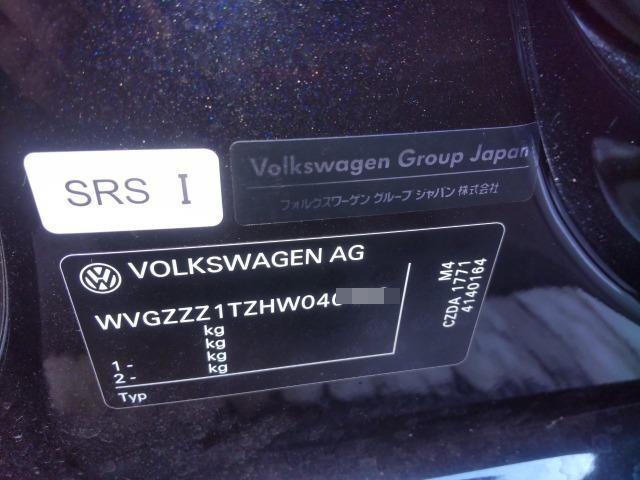 SRS I
Volkswagen Group Japan
フォルクスワーゲン グループ ジャパン 株式会社
VOLKSWAGEN AG
WVGZZZ1TZHW040
kg
kg
1- kg
2- kg
Typ
M4
CZDA 1771
4140164